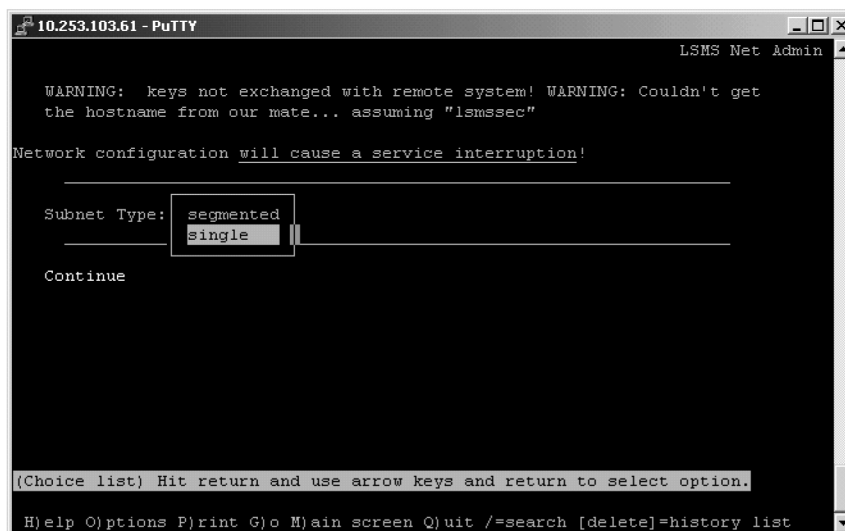 10.253.103.61 - PuTTY
LSMS Net Admin
WARNING:  keys not exchanged with remote system! WARNING: Couldn't get
the hostname from our mate... assuming "lsmssec"
Network configuration will cause a service interruption!
Subnet Type: segmented
single
Continue
(Choice list) Hit return and use arrow keys and return to select option.
H)elp O)ptions P)rint G)o M)ain screen Q)uit /=search [delete]=history list